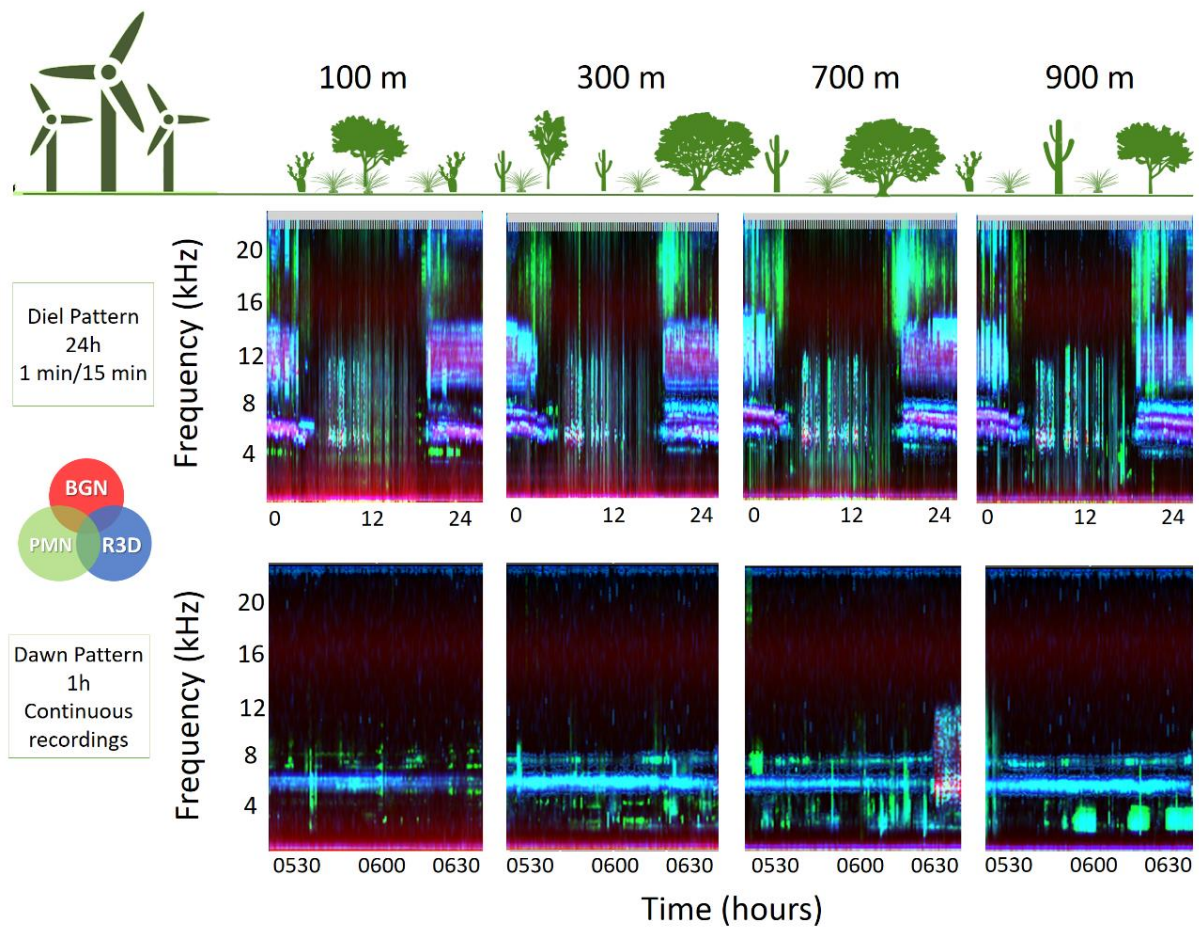 100 m
300 m
700 m
900 m
Diel Pattern
24h
1 min/15 min
Frequency (kHz)
20
16
12
8
4
0 12 24
0 12 24
0 12 24
0 12 24
BGN
PMN
R3D
Dawn Pattern
1h
Continuous
recordings
Frequency (kHz)
20
16
12
8
4
0530 0600 0630
0530 0600 0630
0530 0600 0630
0530 0600 0630
Time (hours)